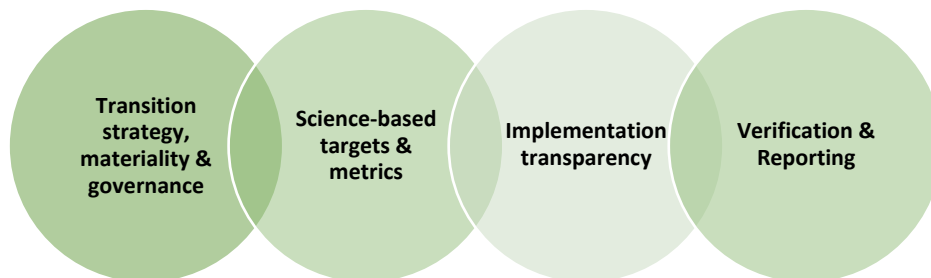 Transition
strategy,
materiality &
governance
Science-based
targets &
metrics
Implementation
transparency
Verification &
Reporting